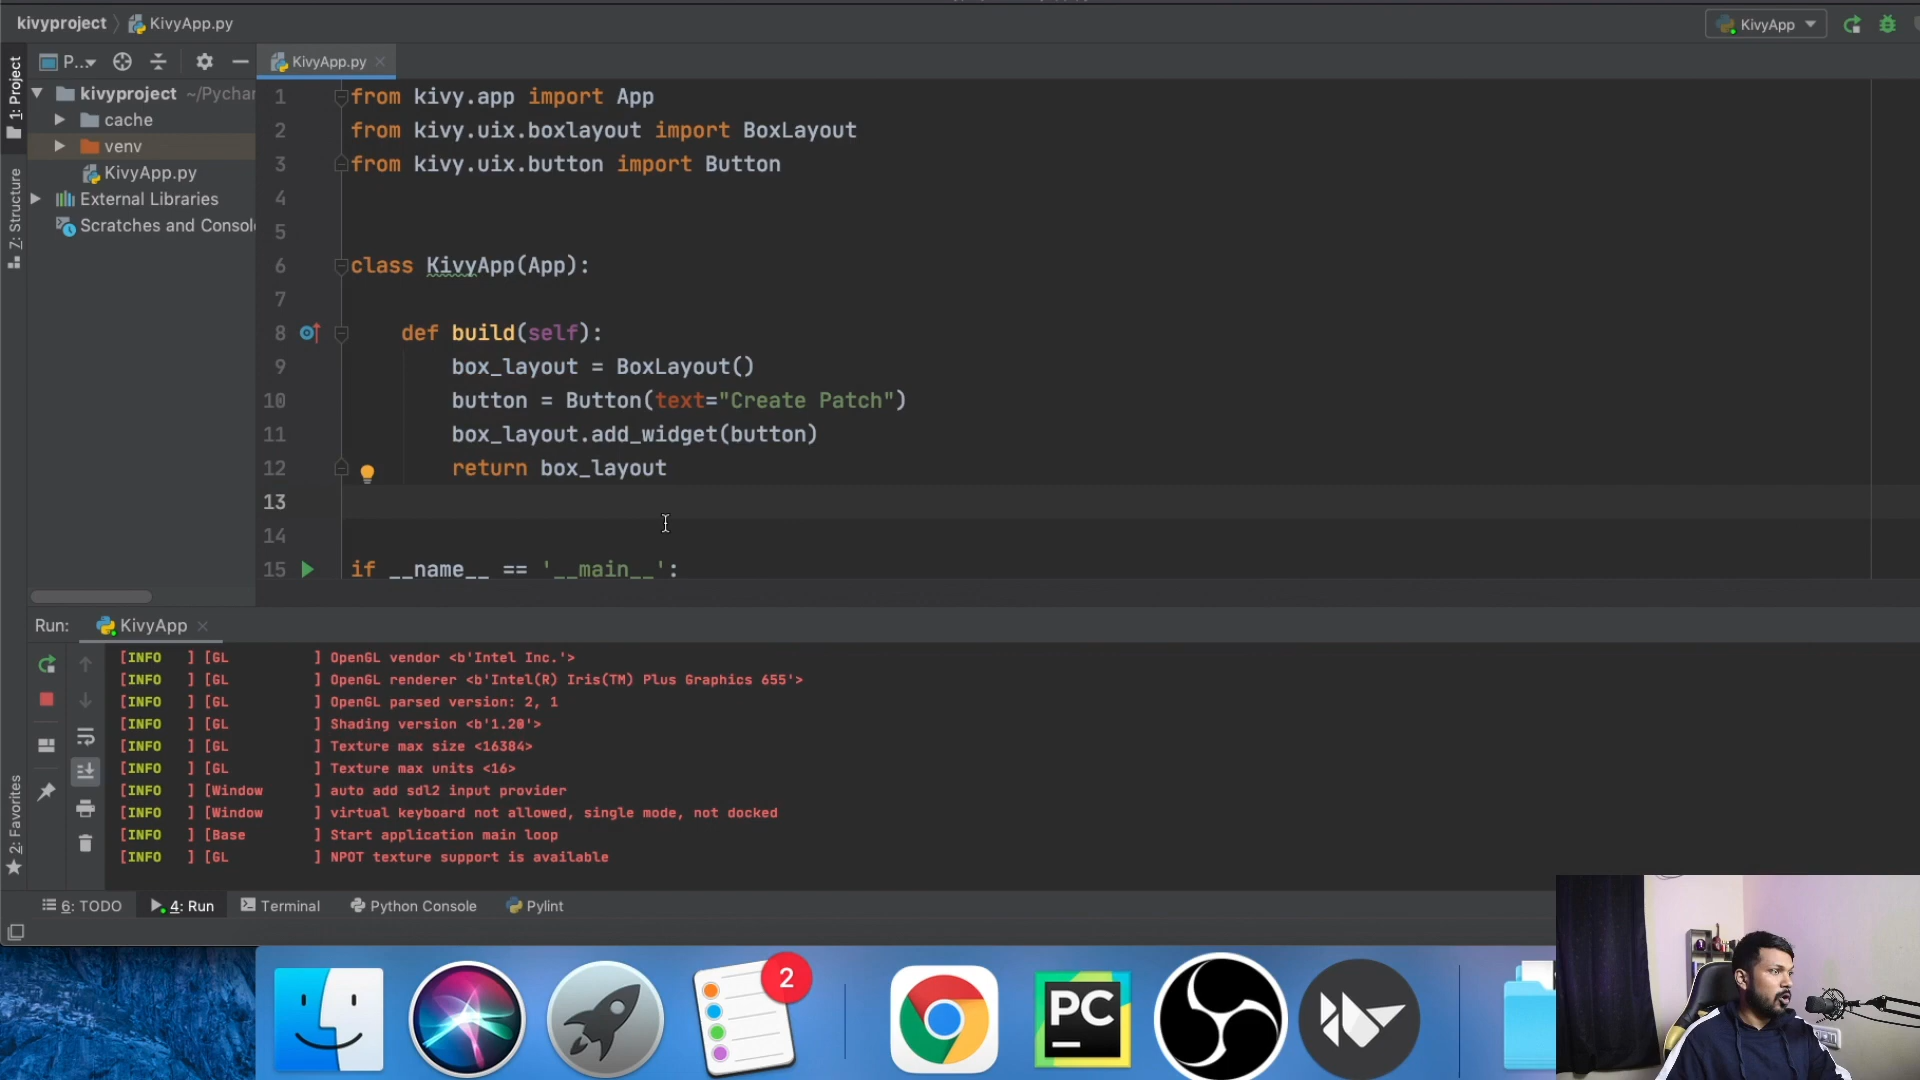 kivyproject KivyApp.py
KivyApp
P...
KivyApp.py
1: Project
kivyproject ~/Pychar
cache
venv
KivyApp.py
External Libraries
Scratches and Consol
7: Structure
1 from kivy.app import App
2 from kivy.uix.boxlayout import BoxLayout
3 from kivy.uix.button import Button
4
5
6 class KivyApp(App):
7
8 def build(self):
9 box_layout = BoxLayout()
10 button = Button(text="Create Patch")
11 box_layout.add_widget(button)
12 return box_layout
13
14
15 if __name__ == '__main__':
Run: KivyApp
[INFO ] [GL ] OpenGL vendor <b'Intel Inc.'>
[INFO ] [GL ] OpenGL renderer <b'Intel(R) Iris(TM) Plus Graphics 655'>
[INFO ] [GL ] OpenGL parsed version: 2, 1
[INFO ] [GL ] Shading version <b'1.20'>
[INFO ] [GL ] Texture max size <16384>
[INFO ] [GL ] Texture max units <16>
[INFO ] [Window ] auto add sdl2 input provider
[INFO ] [Window ] virtual keyboard not allowed, single mode, not docked
[INFO ] [Base ] Start application main loop
[INFO ] [GL ] NPOT texture support is available
2: Favorites
6: TODO 4: Run Terminal Python Console Pylint
2
PC